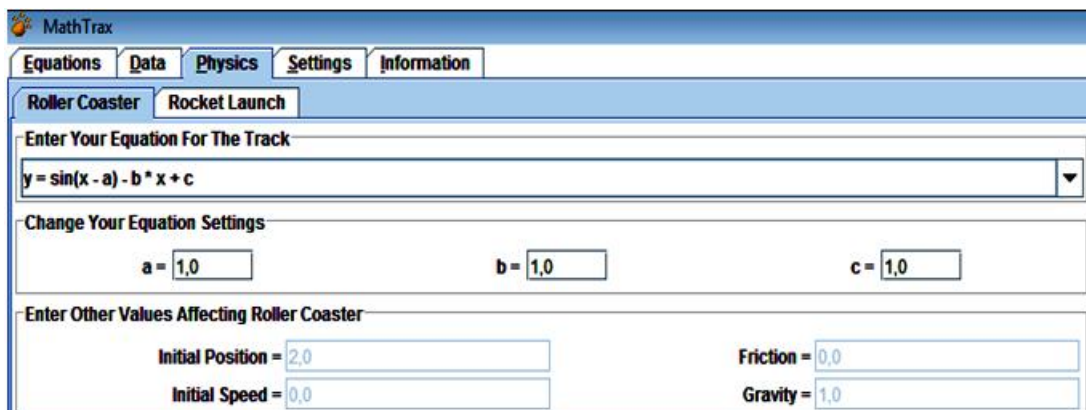 MathTrax
Equations Data Physics Settings Information
Roller Coaster Rocket Launch
Enter Your Equation For The Track
y = sin(x - a) - b * x + c
Change Your Equation Settings
a = 1,0 b = 1,0 c = 1,0
Enter Other Values Affecting Roller Coaster
Initial Position = 2,0 Friction = 0,0
Initial Speed = 0,0 Gravity = 1,0